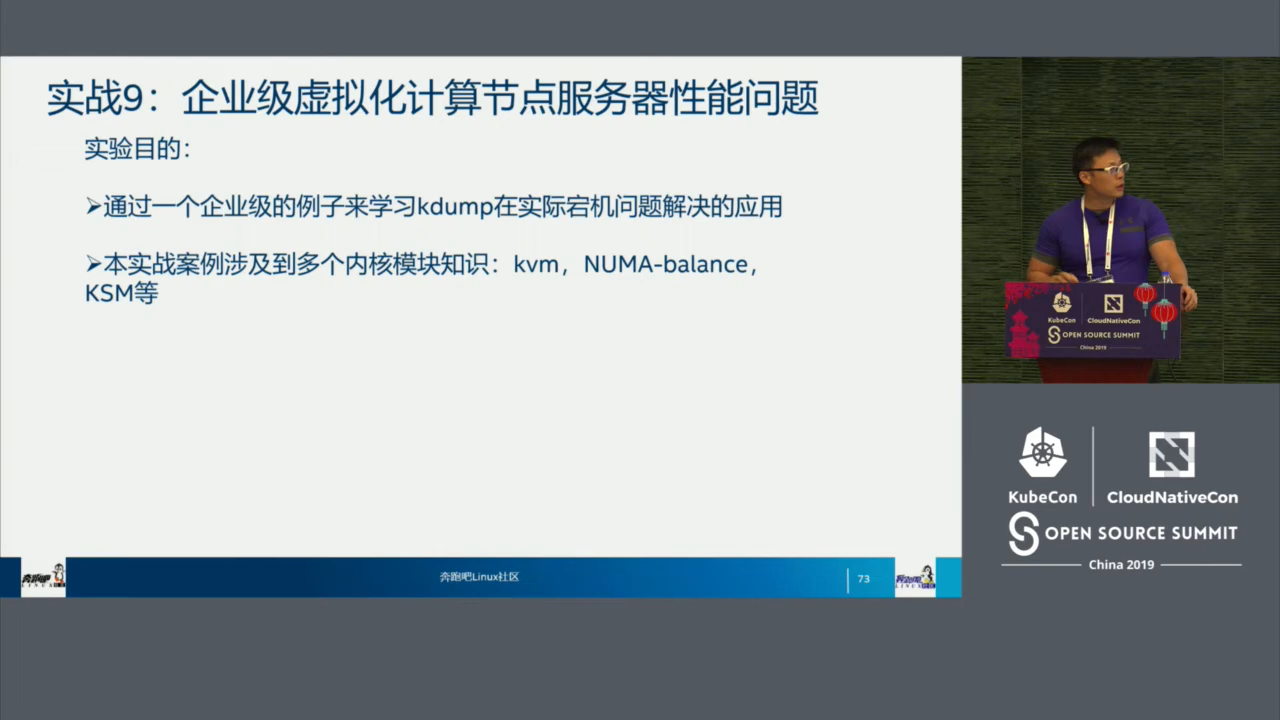 实战9：企业级虚拟化计算节点服务器性能问题
实验目的：
➢通过一个企业级的例子来学习kdump在实际宕机问题解决的应用
➢本实战案例涉及到多个内核模块知识：kvm，NUMA-balance，
KSM等
奔跑吧Linux社区
73
KubeCon
CloudNativeCon
OPEN SOURCE SUMMIT
China 2019
KubeCon
CloudNativeCon
OPEN SOURCE SUMMIT
China 2019